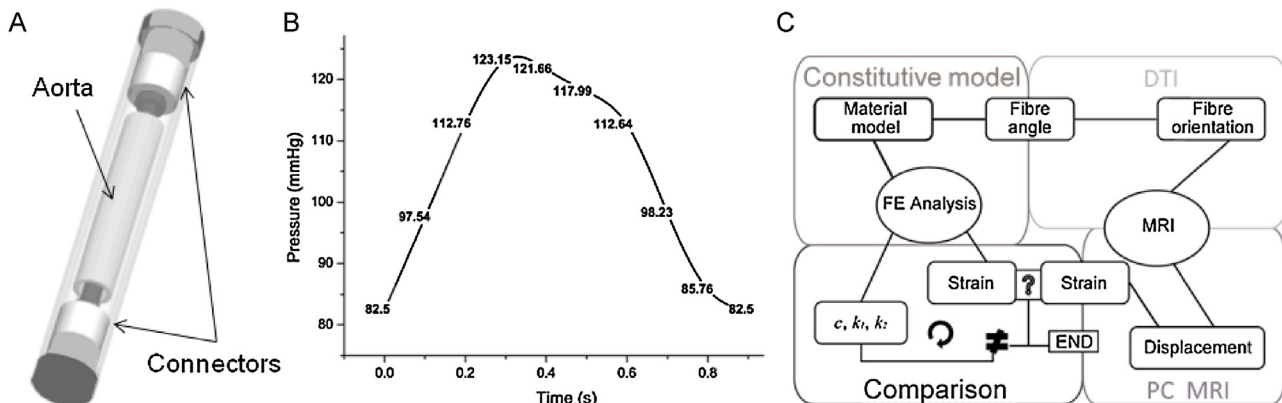 A
Aorta
Connectors
B
Pressure (mmHg)
120
110
100
90
80
82.5
97.54
112.76
123.15
121.66
117.99
112.64
98.23
85.76
82.5
0.0 0.2 0.4 0.6 0.8
Time (s)
C
Constitutive model
DTI
Material
model
Fibre
angle
Fibre
orientation
FE Analysis
MRI
Strain
?
Strain
c, k₁, k₂
≠
END
Displacement
Comparison
PC MRI